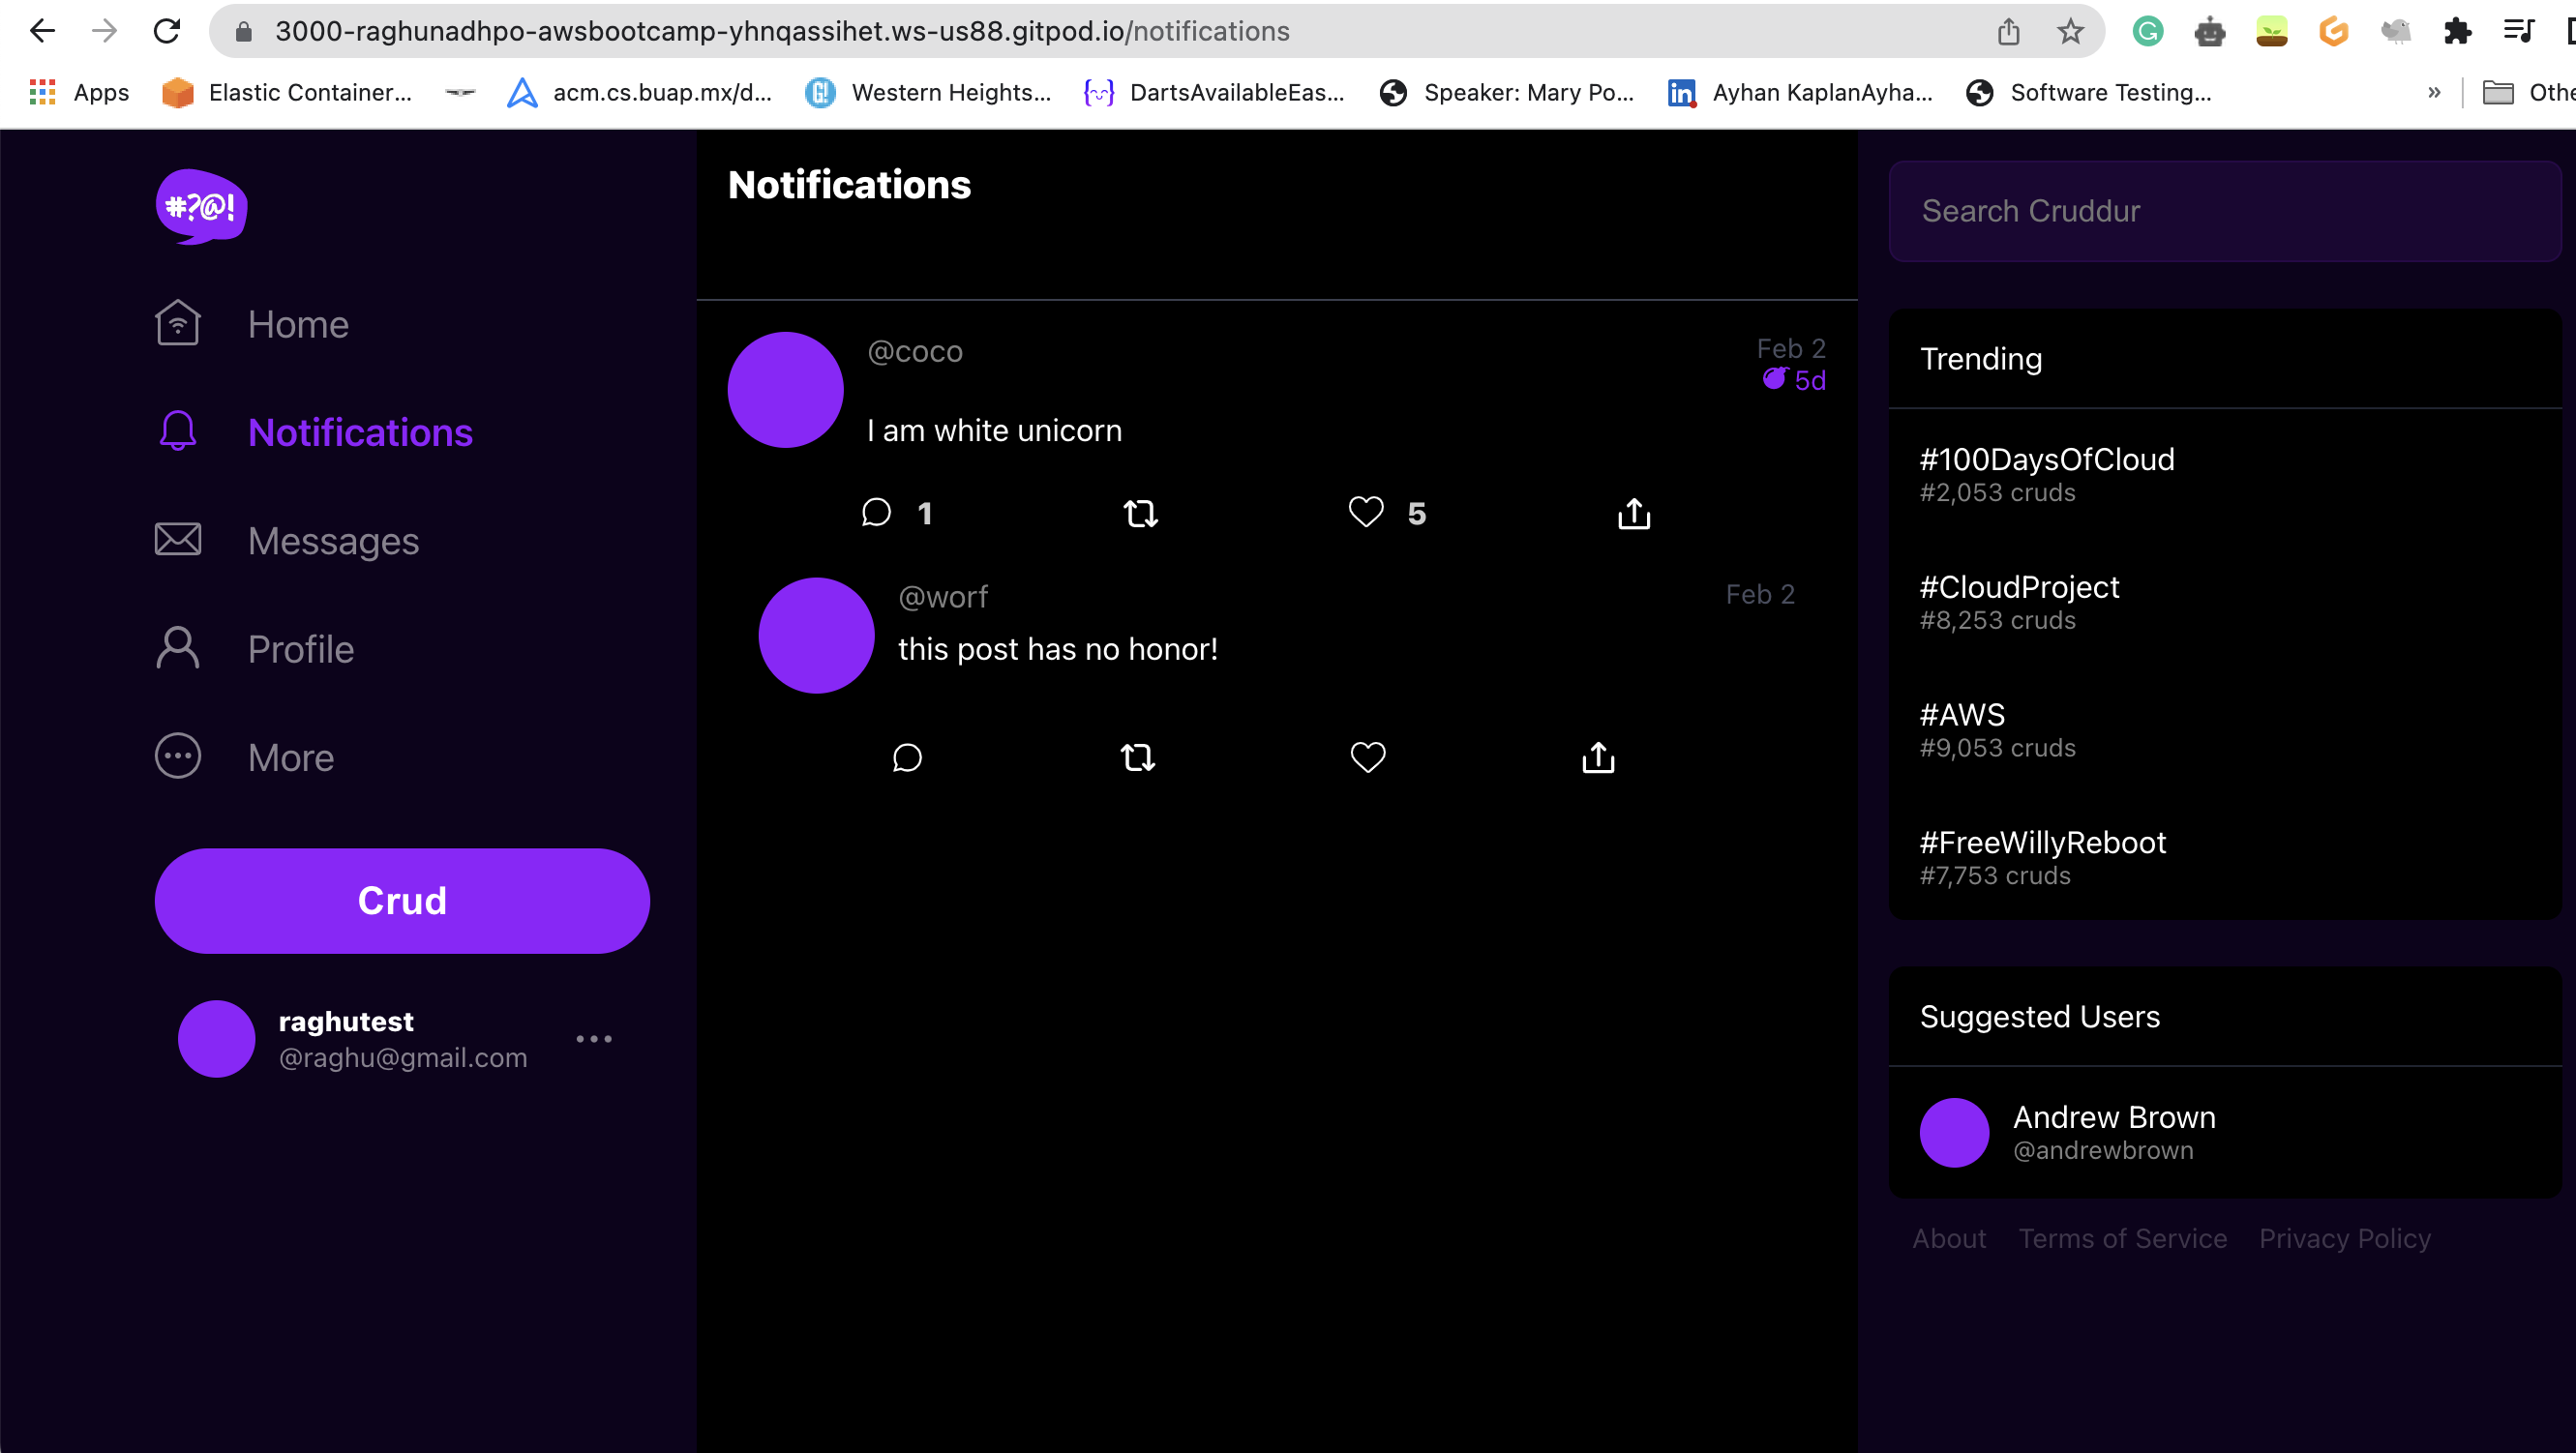 3000-raghunadhpo-awsbootcamp-yhnqassihet.ws-us88.gitpod.io/notifications
Apps Elastic Container... acm.cs.buap.mx/d... G! Western Heights... DartsAvailableEas... Speaker: Mary Po... in Ayhan KaplanAyha... Software Testing... » Othe
#?@!
Home
Notifications
Messages
Profile
More
Crud
raghutest
@raghu@gmail.com
Notifications
@coco
Feb 2
5d
I am white unicorn
1 5
@worf
Feb 2
this post has no honor!
Search Cruddur
Trending
#100DaysOfCloud
#2,053 cruds
#CloudProject
#8,253 cruds
#AWS
#9,053 cruds
#FreeWillyReboot
#7,753 cruds
Suggested Users
Andrew Brown
@andrewbrown
About Terms of Service Privacy Policy